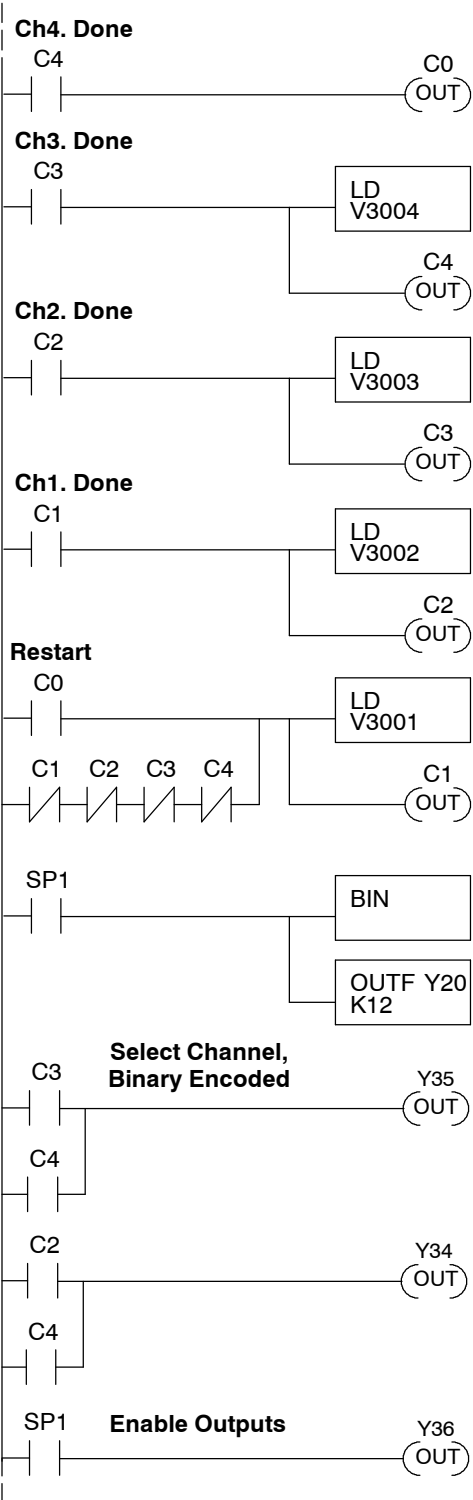 Ch4. Done
C4
C0
OUT
Ch3. Done
C3
LD
V3004
C4
OUT
Ch2. Done
C2
LD
V3003
C3
OUT
Ch1. Done
C1
LD
V3002
C2
OUT
Restart
C0
LD
V3001
C1 C2 C3 C4
C1
OUT
SP1
BIN
OUTF Y20
K12
Select Channel,
Binary Encoded
C3
Y35
OUT
C4
C2
Y34
OUT
C4
SP1
Enable Outputs
Y36
OUT